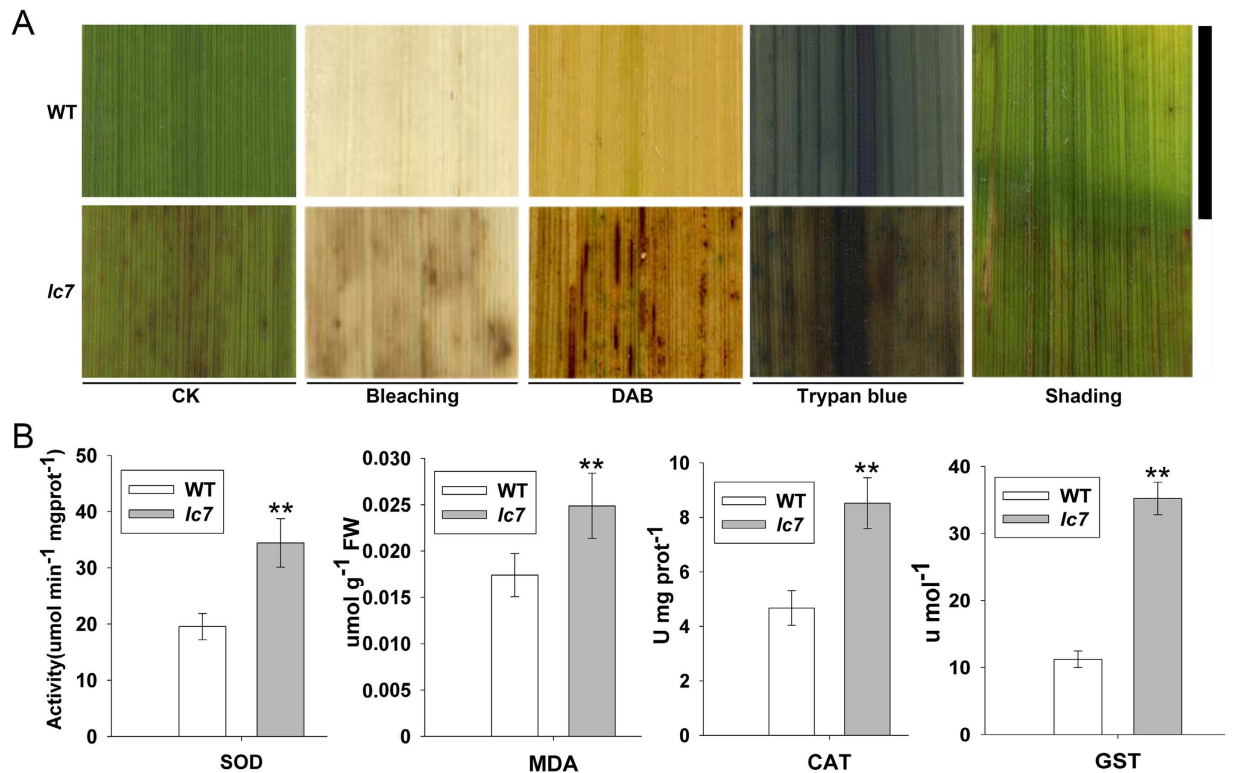 A
WT
lc7
CK
Bleaching
DAB
Trypan blue
Shading
B
Activity(umol min⁻¹ mgprot⁻¹)
50
40
30
20
10
0
WT
lc7
**
SOD
umol g⁻¹ FW
0.030
0.025
0.020
0.015
0.010
0.005
0
WT
lc7
**
MDA
U mg prot⁻¹
10
8
6
4
2
0
WT
lc7
**
CAT
u mol⁻¹
40
30
20
10
0
WT
lc7
**
GST